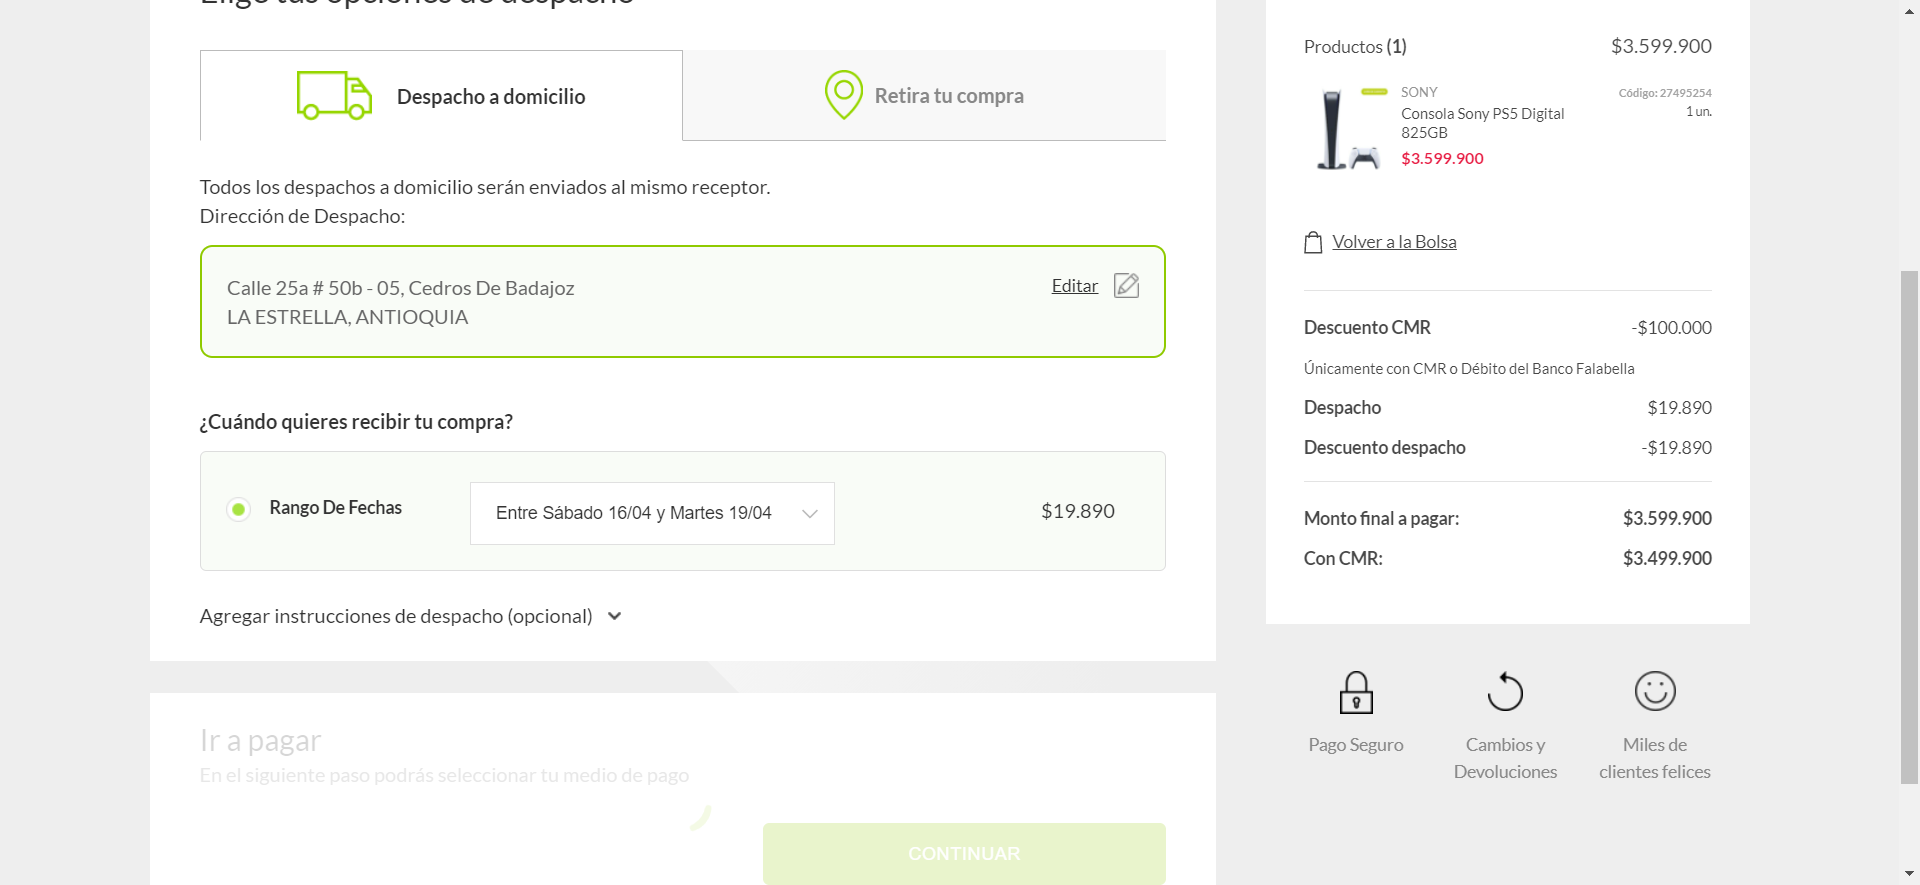 Elige tus opciones de despacho
Despacho a domicilio
Retira tu compra
Todos los despachos a domicilio serán enviados al mismo receptor.
Dirección de Despacho:
Calle 25a # 50b - 05, Cedros De Badajoz
LA ESTRELLA, ANTIOQUIA
Editar
¿Cuándo quieres recibir tu compra?
Rango De Fechas
Entre Sábado 16/04 y Martes 19/04
$19.890
Agregar instrucciones de despacho (opcional)
Ir a pagar
En el siguiente paso podrás seleccionar tu medio de pago
CONTINUAR
Productos (1) $3.599.900
SONY
Código: 27495254
Consola Sony PS5 Digital
825GB
1 un.
$3.599.900
Volver a la Bolsa
Descuento CMR -$100.000
Únicamente con CMR o Débito del Banco Falabella
Despacho $19.890
Descuento despacho -$19.890
Monto final a pagar: $3.599.900
Con CMR: $3.499.900
Pago Seguro
Cambios y
Devoluciones
Miles de
clientes felices